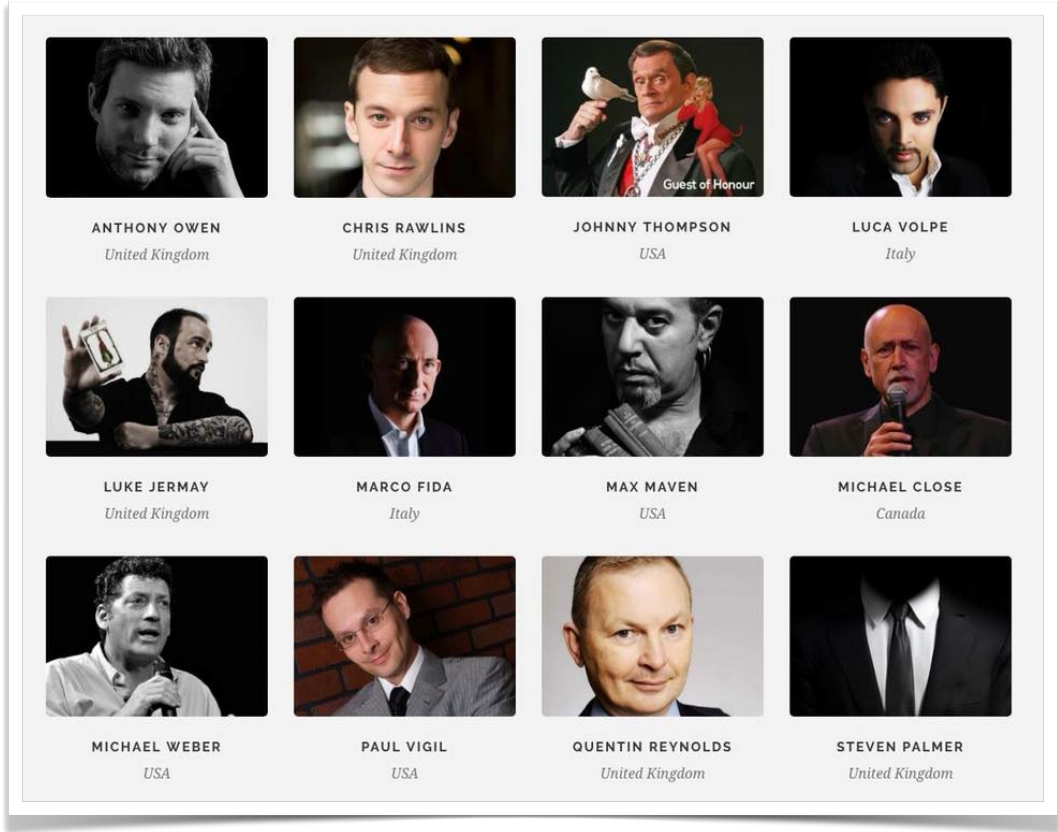 Guest of Honour
ANTHONY OWEN
United Kingdom
CHRIS RAWLINS
United Kingdom
JOHNNY THOMPSON
USA
LUCA VOLPE
Italy
LUKE JERMAY
United Kingdom
MARCO FIDA
Italy
MAX MAVEN
USA
MICHAEL CLOSE
Canada
MICHAEL WEBER
USA
PAUL VIGIL
USA
QUENTIN REYNOLDS
United Kingdom
STEVEN PALMER
United Kingdom